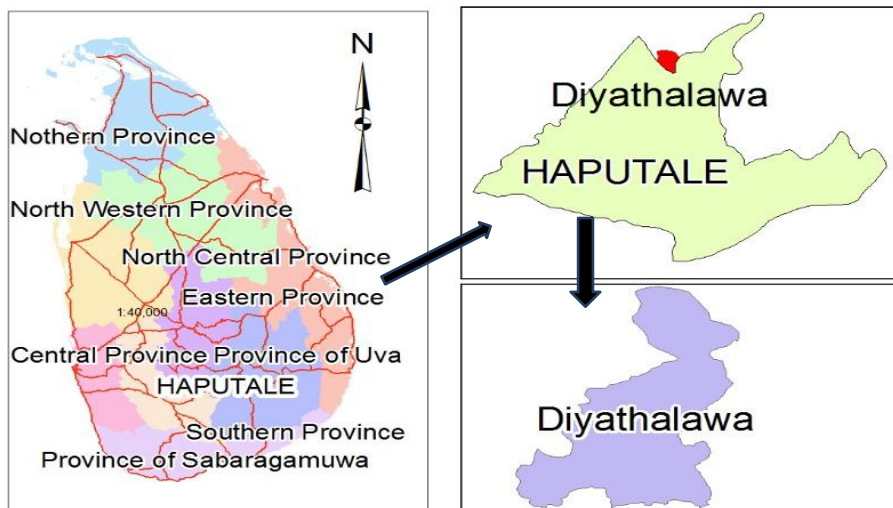 N
Nothern Province
North Western Province
North Central Province
Eastern Province
1:40,000
Central Province Province of Uva
HAPUTALE
Southern Province
Province of Sabaragamuwa
Diyathalawa
HAPUTALE
Diyathalawa